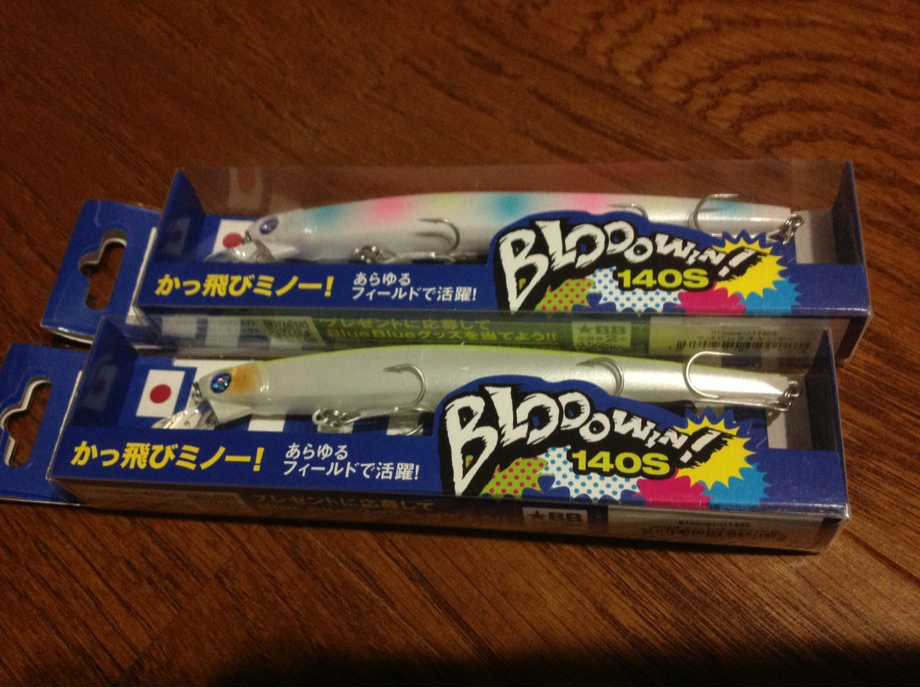 かっ飛びミノー!
あらゆる
フィールドで活躍!
BLOOOWIN!
140S
プレゼントに応募して
Blue Blueグッズを当てよう!!
★BB
かっ飛びミノー!
あらゆる
フィールドで活躍!
BLOOOWIN!
140S
プレゼントに応募して
★BB